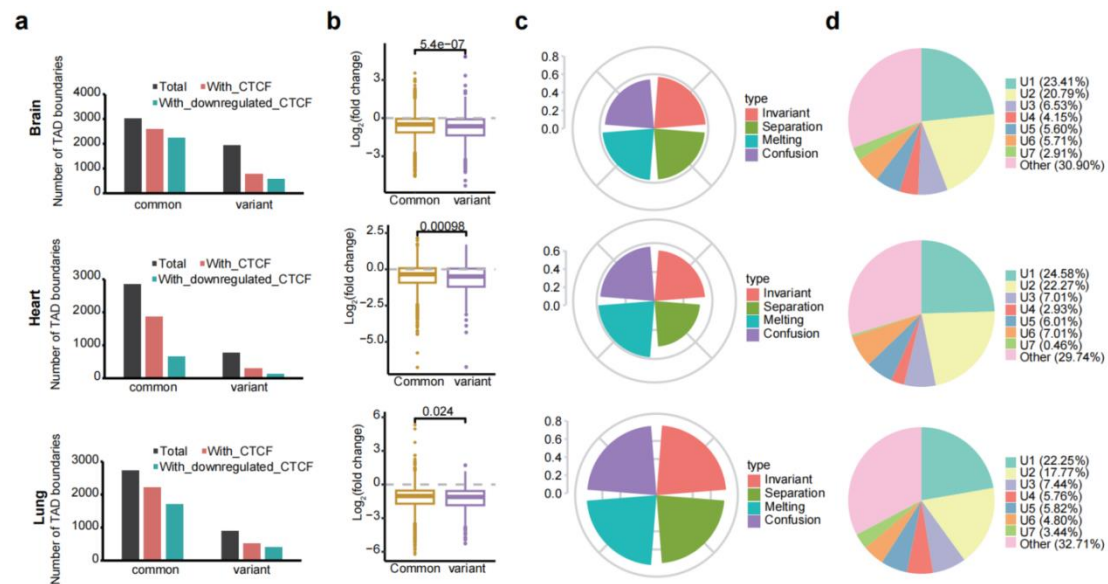 a
b
c
d
Brain
Number of TAD boundaries
4000
3000
2000
1000
0
Total
With_CTCF
With_downregulated_CTCF
common
variant
Log2(fold change)
5.4e-07
3
0.0
−3
Common
variant
0.8
0.6
0.4
0.2
0.0
type
Invariant
Separation
Melting
Confusion
U1 (23.41%)
U2 (20.79%)
U3 (6.53%)
U4 (4.15%)
U5 (5.60%)
U6 (5.71%)
U7 (2.91%)
Other (30.90%)
Heart
Number of TAD boundaries
3000
2000
1000
0
Total
With_CTCF
With_downregulated_CTCF
common
variant
Log2(fold change)
0.00098
0.0
−2.5
−5.0
Common
variant
0.6
0.4
0.2
0.0
type
Invariant
Separation
Melting
Confusion
U1 (24.58%)
U2 (22.27%)
U3 (7.01%)
U4 (2.93%)
U5 (6.01%)
U6 (7.01%)
U7 (0.46%)
Other (29.74%)
Lung
Number of TAD boundaries
3000
2000
1000
0
Total
With_CTCF
With_downregulated_CTCF
common
variant
Log2(fold change)
0.024
6
3
0.0
−3
−6
Common
variant
0.8
0.6
0.4
0.2
0.0
type
Invariant
Separation
Melting
Confusion
U1 (22.25%)
U2 (17.77%)
U3 (7.44%)
U4 (5.76%)
U5 (5.82%)
U6 (4.80%)
U7 (3.44%)
Other (32.71%)